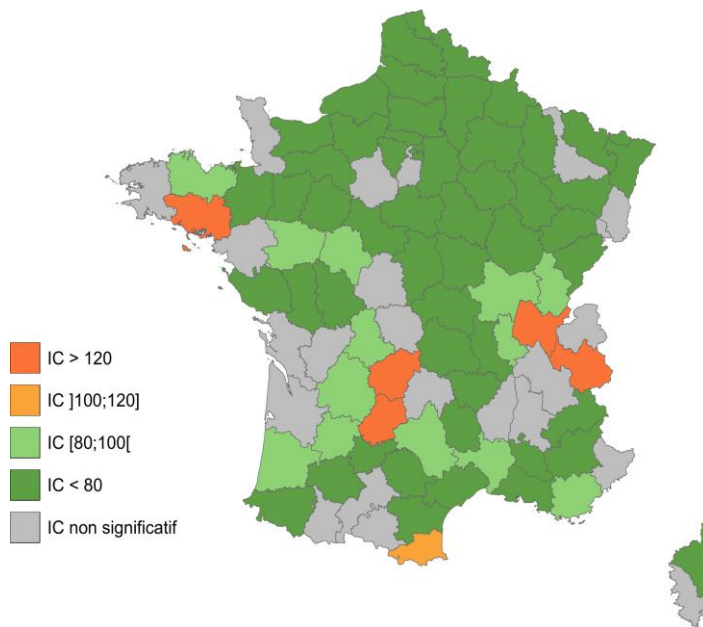 IC > 120
IC ]100;120]
IC [80;100[
IC < 80
IC non significatif